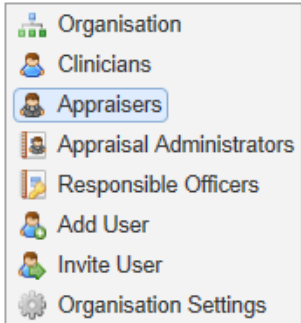 Organisation
Clinicians
Appraisers
Appraisal Administrators
Responsible Officers
Add User
Invite User
Organisation Settings